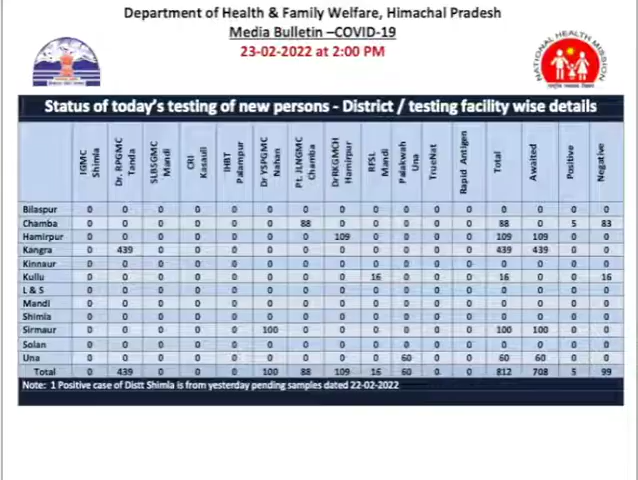 Department of Health & Family Welfare, Himachal Pradesh
Media Bulletin –COVID-19
23-02-2022 at 2:00 PM
NATIONAL HEALTH MISSION
Status of today's testing of new persons - District / testing facility wise details
IGMC Shimla Dr. RPGMC Tanda SLBSGMC Mandi CRI Kasauli IHBT Palampur Dr YSPGMC Nahan Pt. JLNGMC Chamba DrRKGMCH Hamirpur RFSL Mandi Palakwah Una TrueNat Rapid Antigen Total Awaited Positive Negative
Bilaspur 0 0 0 0 0 0 0 0 0 0 0 0 0 0 0 0
Chamba 0 0 0 0 0 0 88 0 0 0 0 0 88 0 5 83
Hamirpur 0 0 0 0 0 0 0 109 0 0 0 0 109 109 0 0
Kangra 0 439 0 0 0 0 0 0 0 0 0 0 439 439 0 0
Kinnaur 0 0 0 0 0 0 0 0 0 0 0 0 0 0 0 0
Kullu 0 0 0 0 0 0 0 0 16 0 0 0 16 0 0 16
L & S 0 0 0 0 0 0 0 0 0 0 0 0 0 0 0 0
Mandi 0 0 0 0 0 0 0 0 0 0 0 0 0 0 0 0
Shimla 0 0 0 0 0 0 0 0 0 0 0 0 0 0 0 0
Sirmaur 0 0 0 0 0 100 0 0 0 0 0 0 100 100 0 0
Solan 0 0 0 0 0 0 0 0 0 0 0 0 0 0 0 0
Una 0 0 0 0 0 0 0 0 0 60 0 0 60 60 0 0
Total 0 439 0 0 0 100 88 109 16 60 0 0 812 708 5 99
Note: 1 Positive case of Distt Shimla is from yesterday pending samples dated 22-02-2022